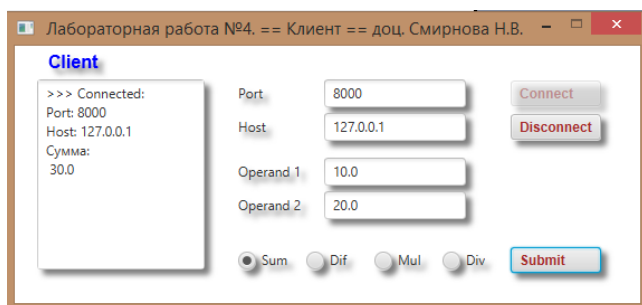 Лабораторная работа №4. == Клиент == доц. Смирнова Н.В.
Client
>>> Connected:
Port: 8000
Host: 127.0.0.1
Сумма:
30.0
Port 8000 Connect
Host 127.0.0.1 Disconnect
Operand 1 10.0
Operand 2 20.0
Sum Dif Mul Div Submit